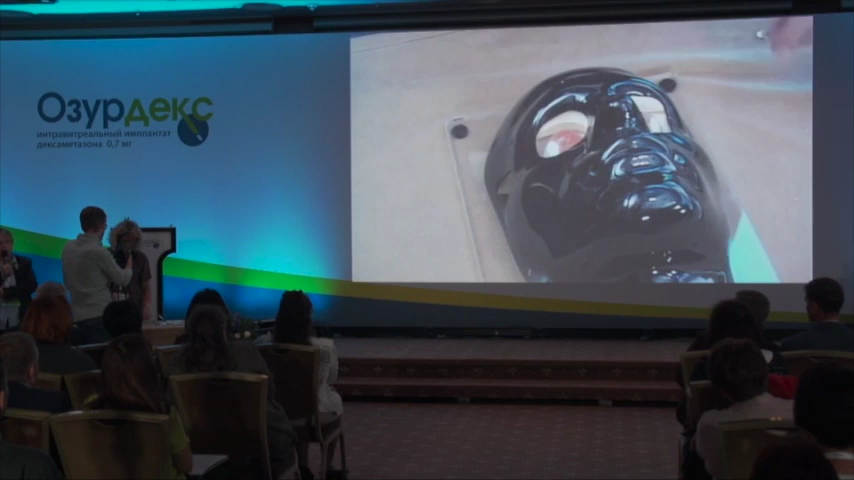 Озурдекс
интравитреальный имплантат
дексаметазона 0,7 мг